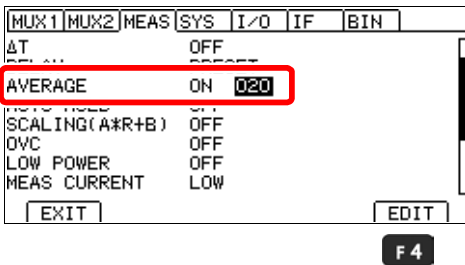 MUX1 MUX2 MEAS SYS I/O IF BIN
ΔT OFF
AVERAGE ON 020
SCALING(A*R+B) OFF
OVC OFF
LOW POWER OFF
MEAS CURRENT LOW
EXIT EDIT
F4